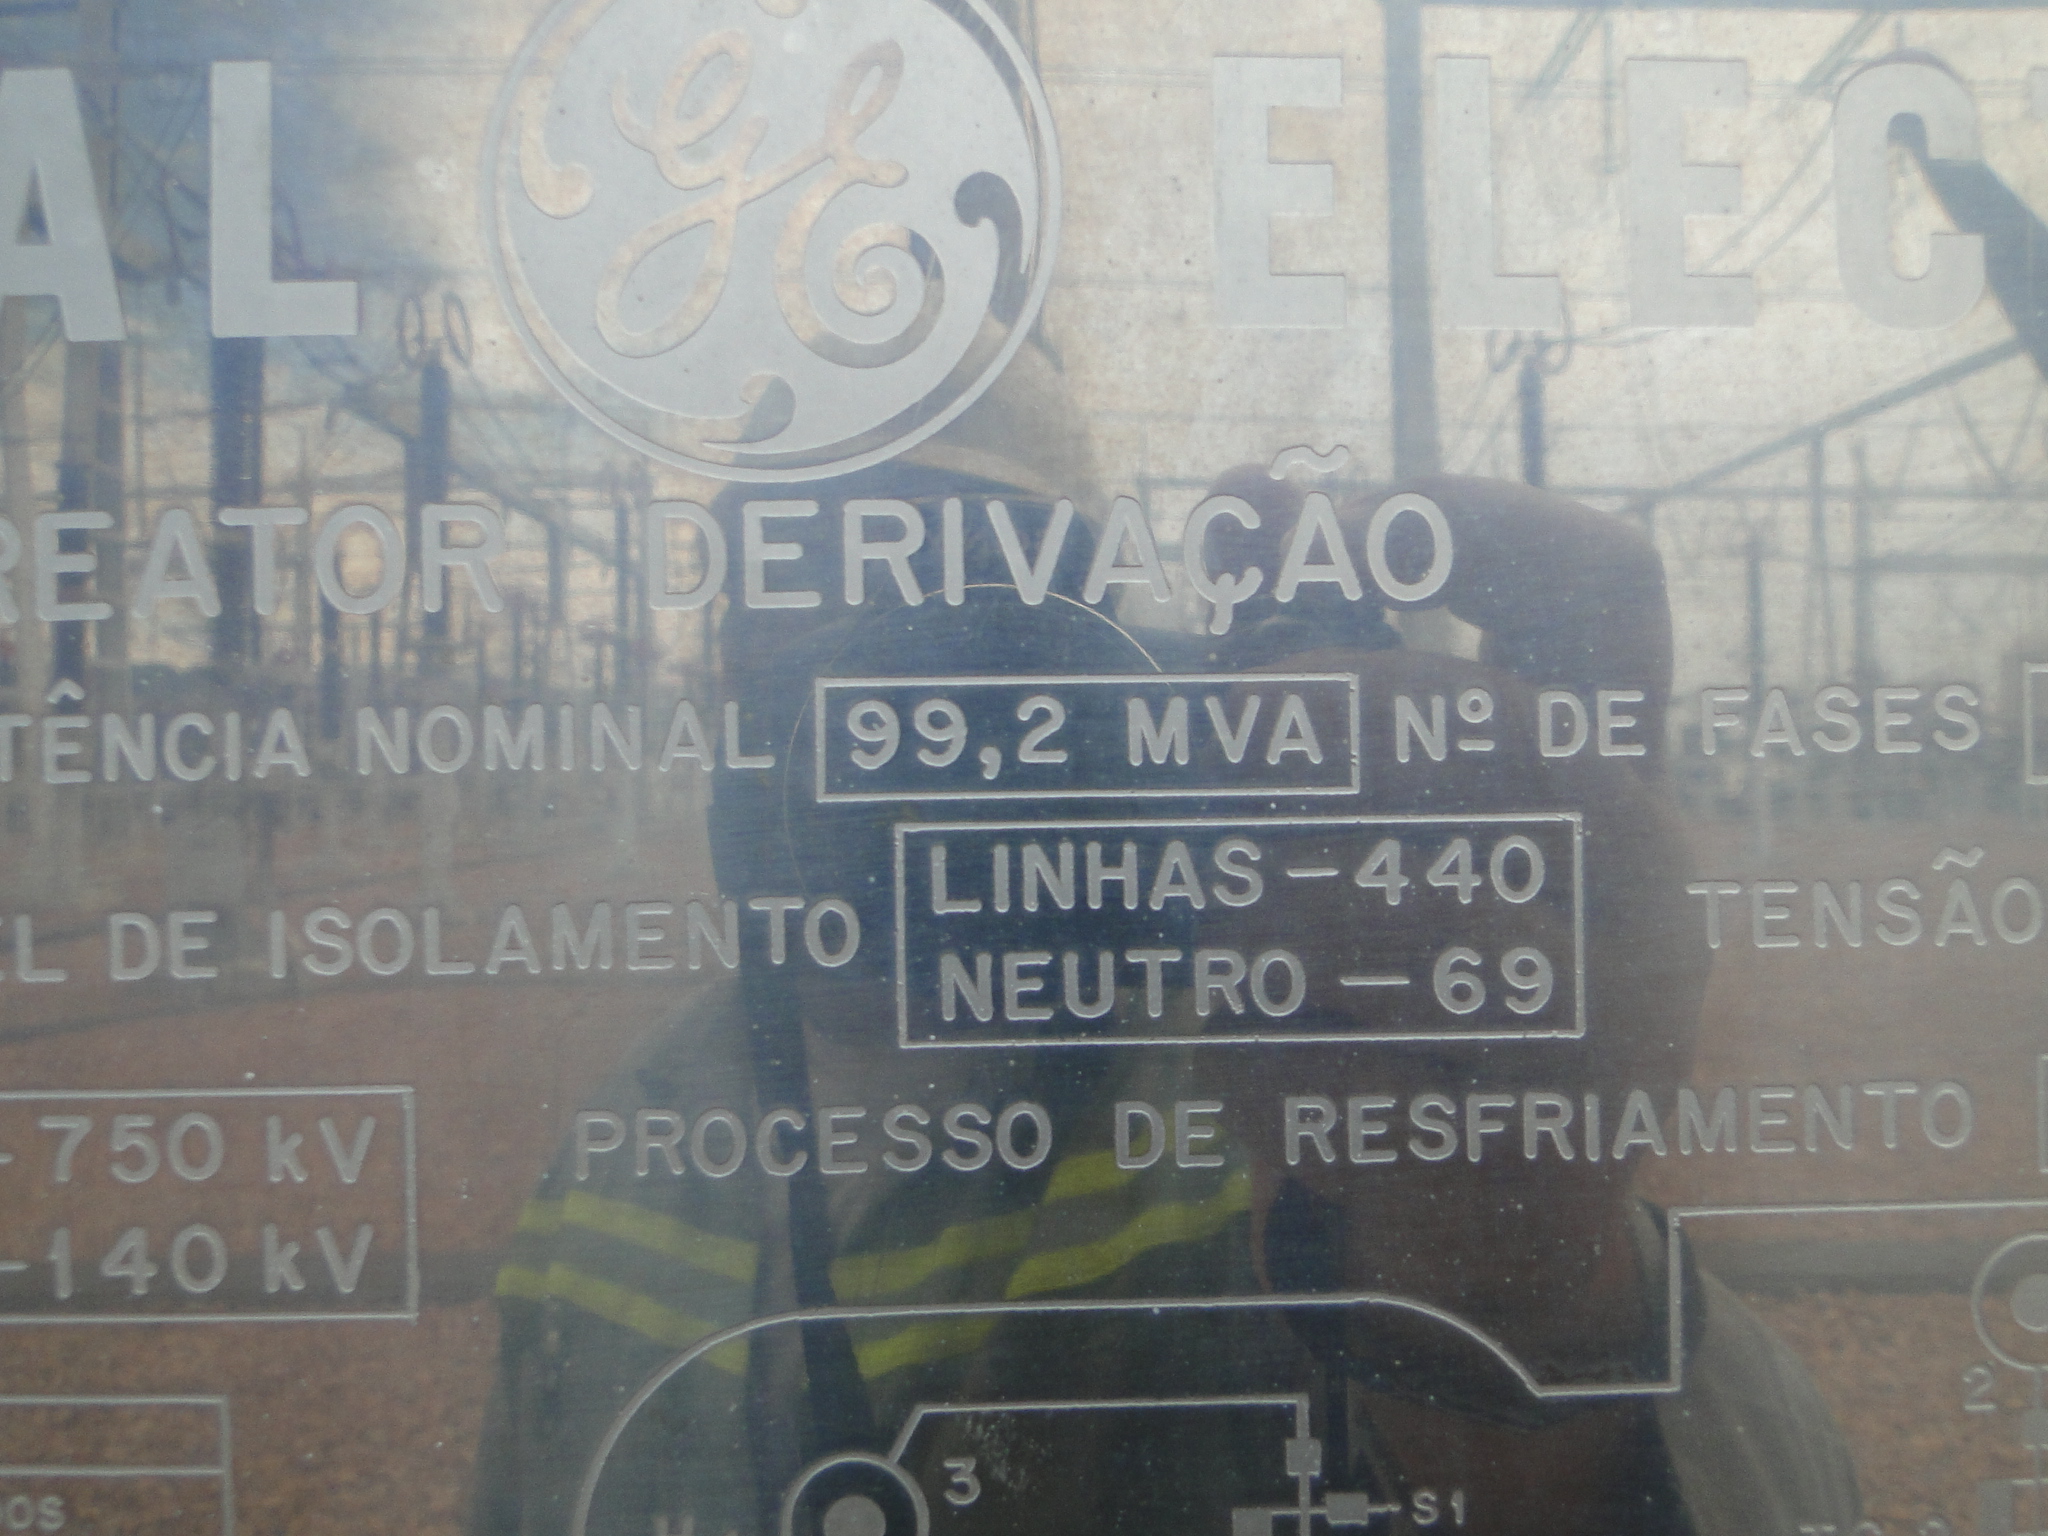 AL GE ELEC
REATOR DERIVAÇÃO
TÊNCIA NOMINAL 99,2 MVA Nº DE FASES
EL DE ISOLAMENTO LINHAS-440 TENSÃO
NEUTRO-69
-750 kV PROCESSO DE RESFRIAMENTO
-140 kV
2
3
S1
DOS